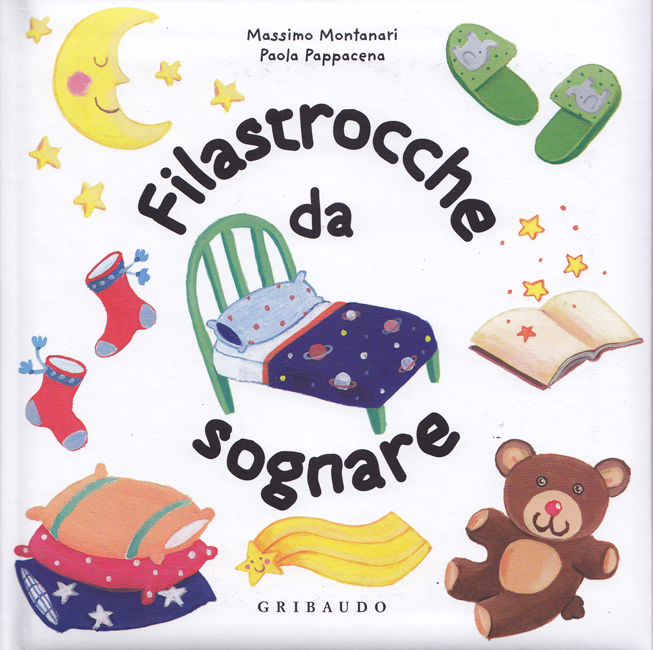 Massimo Montanari
Paola Pappacena
Filastrocche
da
sognare
GRIBAUDO